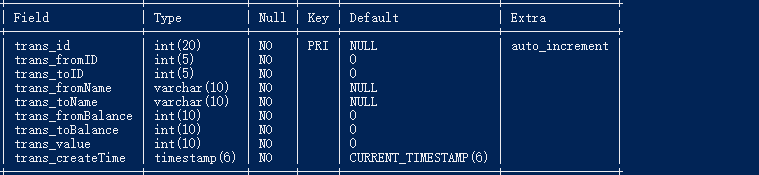 Field Type Null Key Default Extra
trans_id int(20) NO PRI NULL auto_increment
trans_fromID int(5) NO 0
trans_toID int(5) NO 0
trans_fromName varchar(10) NO NULL
trans_toName varchar(10) NO NULL
trans_fromBalance int(10) NO 0
trans_toBalance int(10) NO 0
trans_value int(10) NO 0
trans_createTime timestamp(6) NO CURRENT_TIMESTAMP(6)